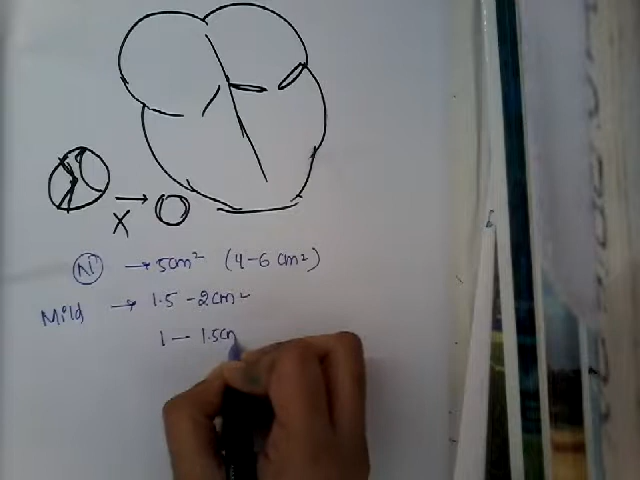 X
N → 5cm² (4-6 cm²)
Mild → 1.5 - 2cm²
1 - 1.5cm